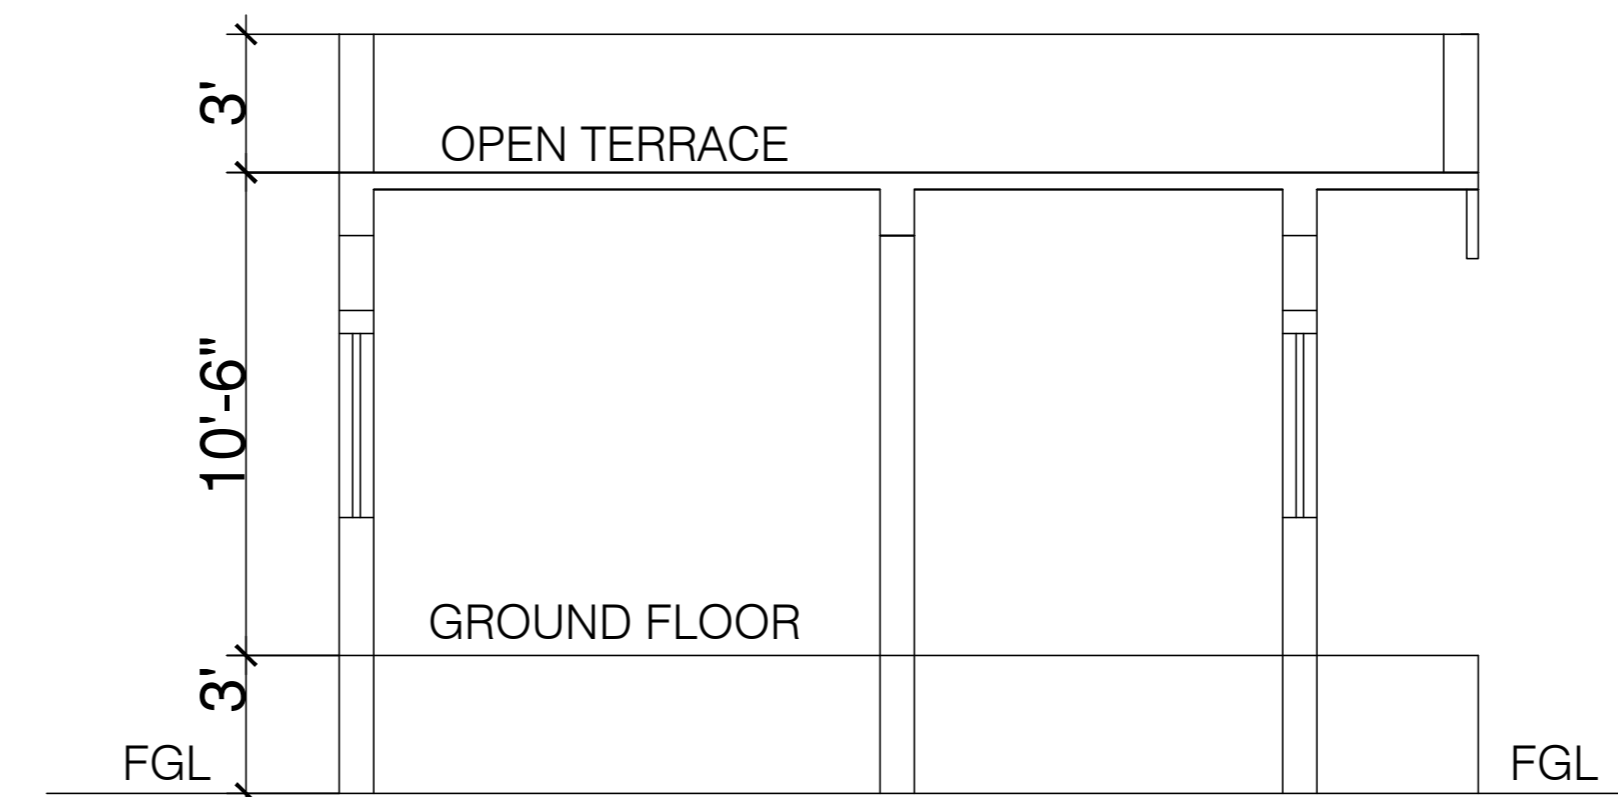 3'
OPEN TERRACE
10'-6"
GROUND FLOOR
3'
FGL
FGL